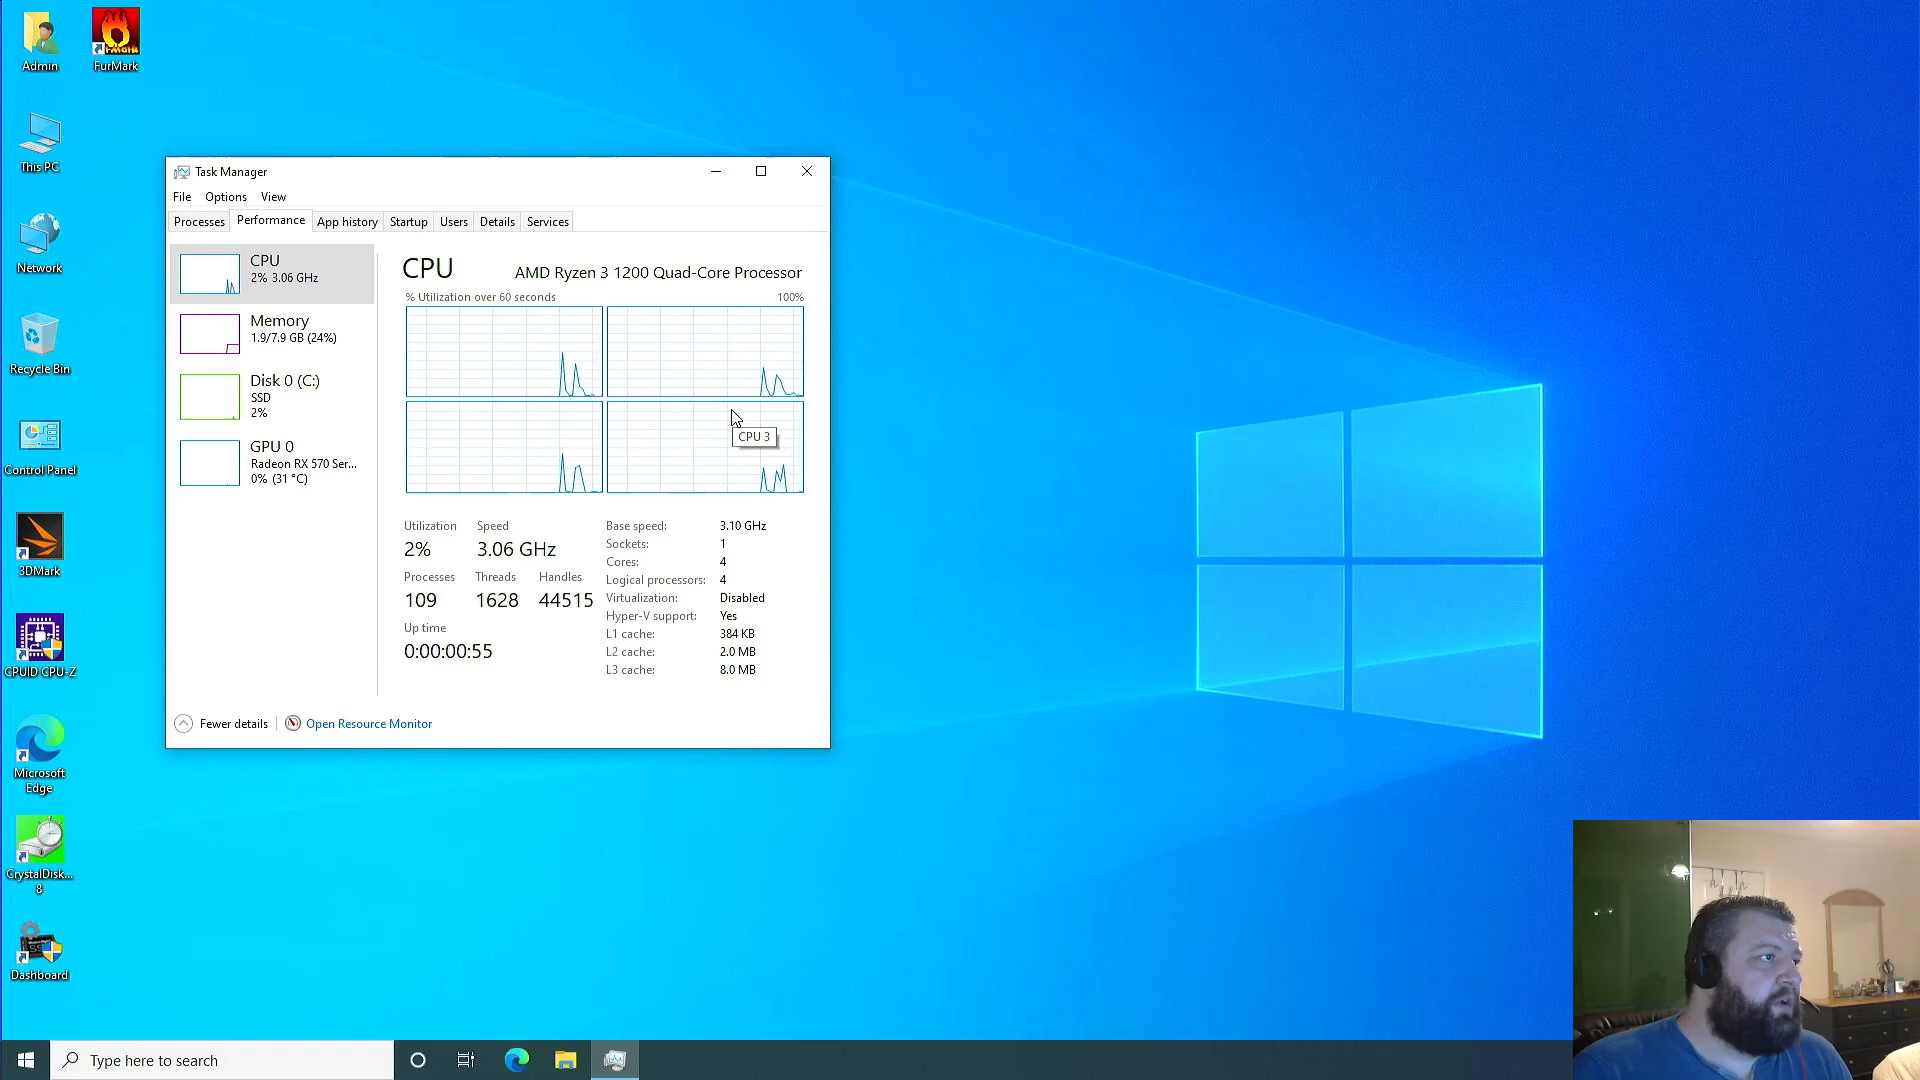 Admin
FurMark
This PC
Network
Recycle Bin
Control Panel
3DMark
CPUID CPU-Z
Microsoft
Edge
CrystalDisk...
8
Dashboard
Task Manager
File Options View
Processes Performance App history Startup Users Details Services
CPU
2% 3.06 GHz
Memory
1.9/7.9 GB (24%)
Disk 0 (C:)
SSD
2%
GPU 0
Radeon RX 570 Ser...
0% (31 °C)
CPU AMD Ryzen 3 1200 Quad-Core Processor
% Utilization over 60 seconds 100%
CPU 3
Utilization Speed
2% 3.06 GHz
Processes Threads Handles
109 1628 44515
Up time
0:00:00:55
Base speed: 3.10 GHz
Sockets: 1
Cores: 4
Logical processors: 4
Virtualization: Disabled
Hyper-V support: Yes
L1 cache: 384 KB
L2 cache: 2.0 MB
L3 cache: 8.0 MB
Fewer details Open Resource Monitor
Type here to search